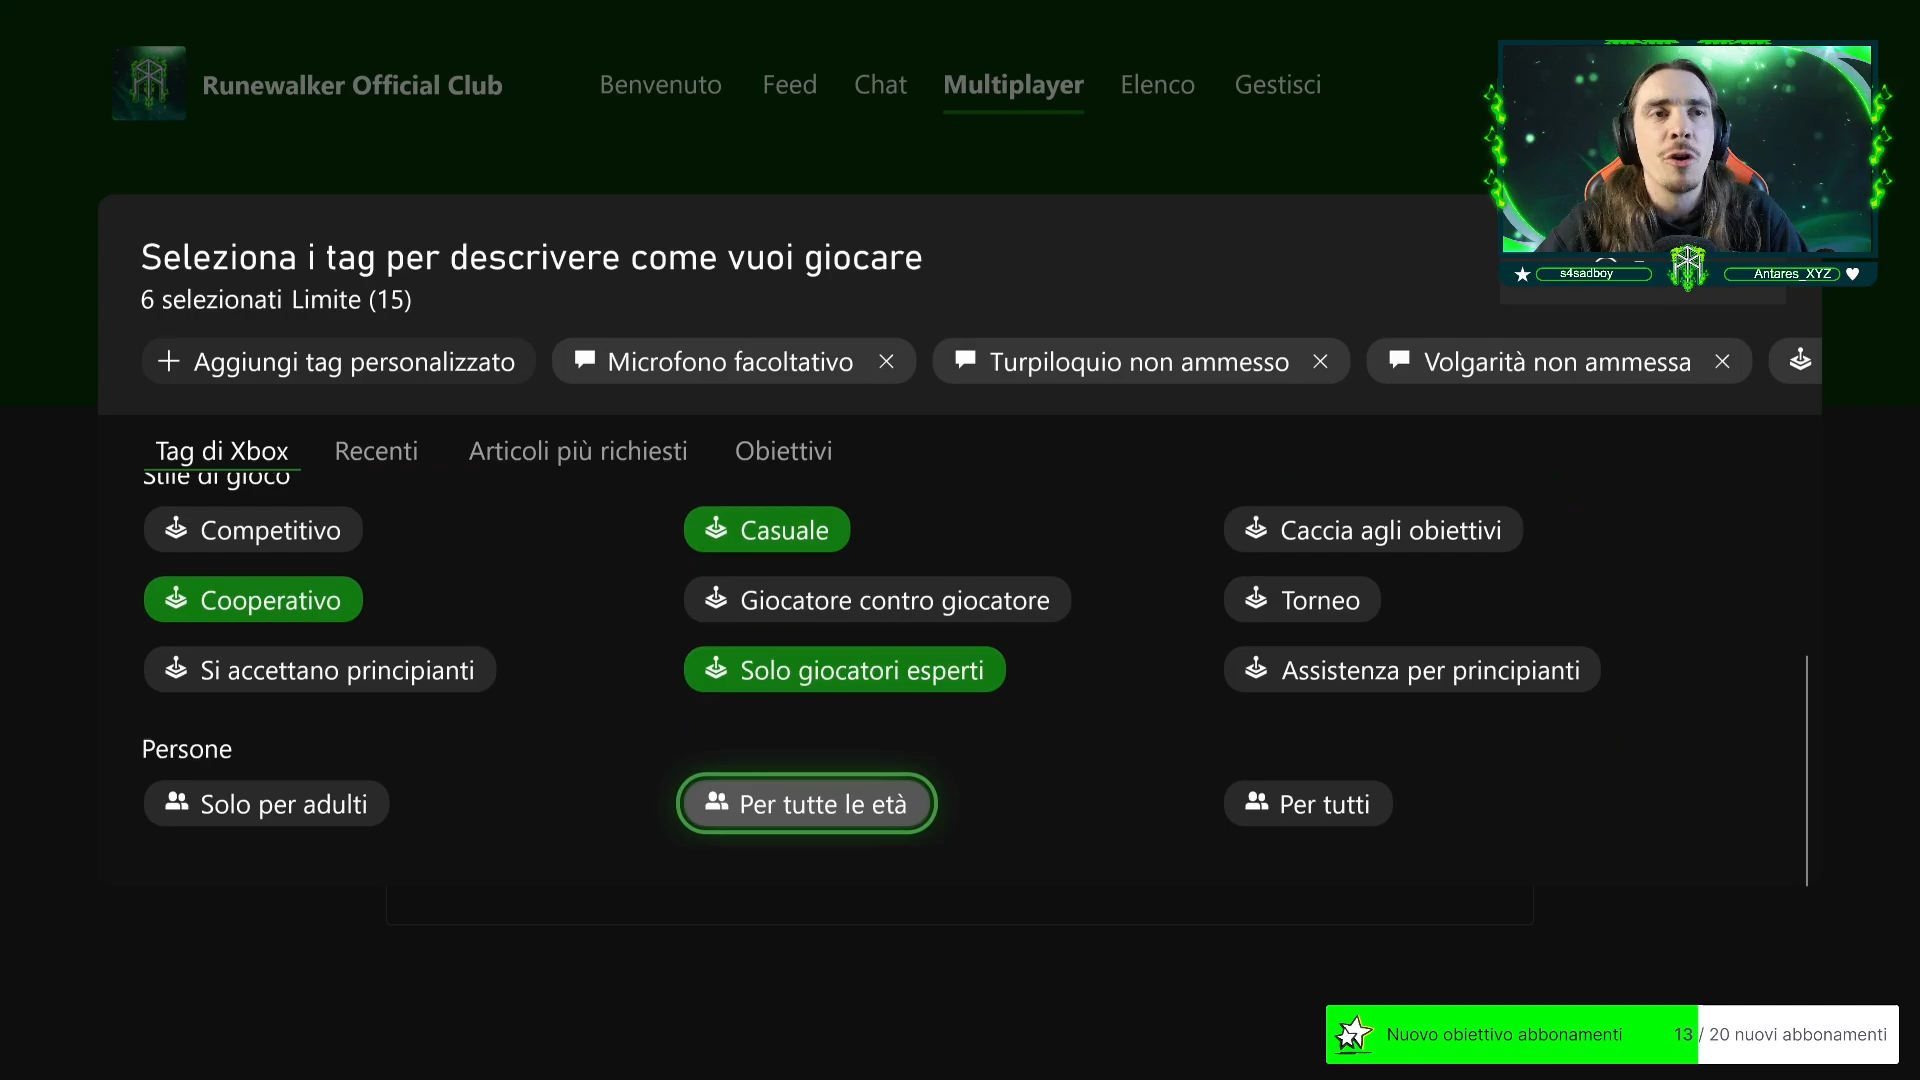 Runewalker Official Club
Benvenuto Feed Chat Multiplayer Elenco Gestisci
Seleziona i tag per descrivere come vuoi giocare
6 selezionati Limite (15)
Aggiungi tag personalizzato Microfono facoltativo Turpiloquio non ammesso Volgarità non ammessa
s4sadboy Antares_XYZ
Tag di Xbox Recenti Articoli più richiesti Obiettivi
Stile di gioco
Competitivo Casuale Caccia agli obiettivi
Cooperativo Giocatore contro giocatore Torneo
Si accettano principianti Solo giocatori esperti Assistenza per principianti
Persone
Solo per adulti Per tutte le età Per tutti
Nuovo obiettivo abbonamenti 13 / 20 nuovi abbonamenti